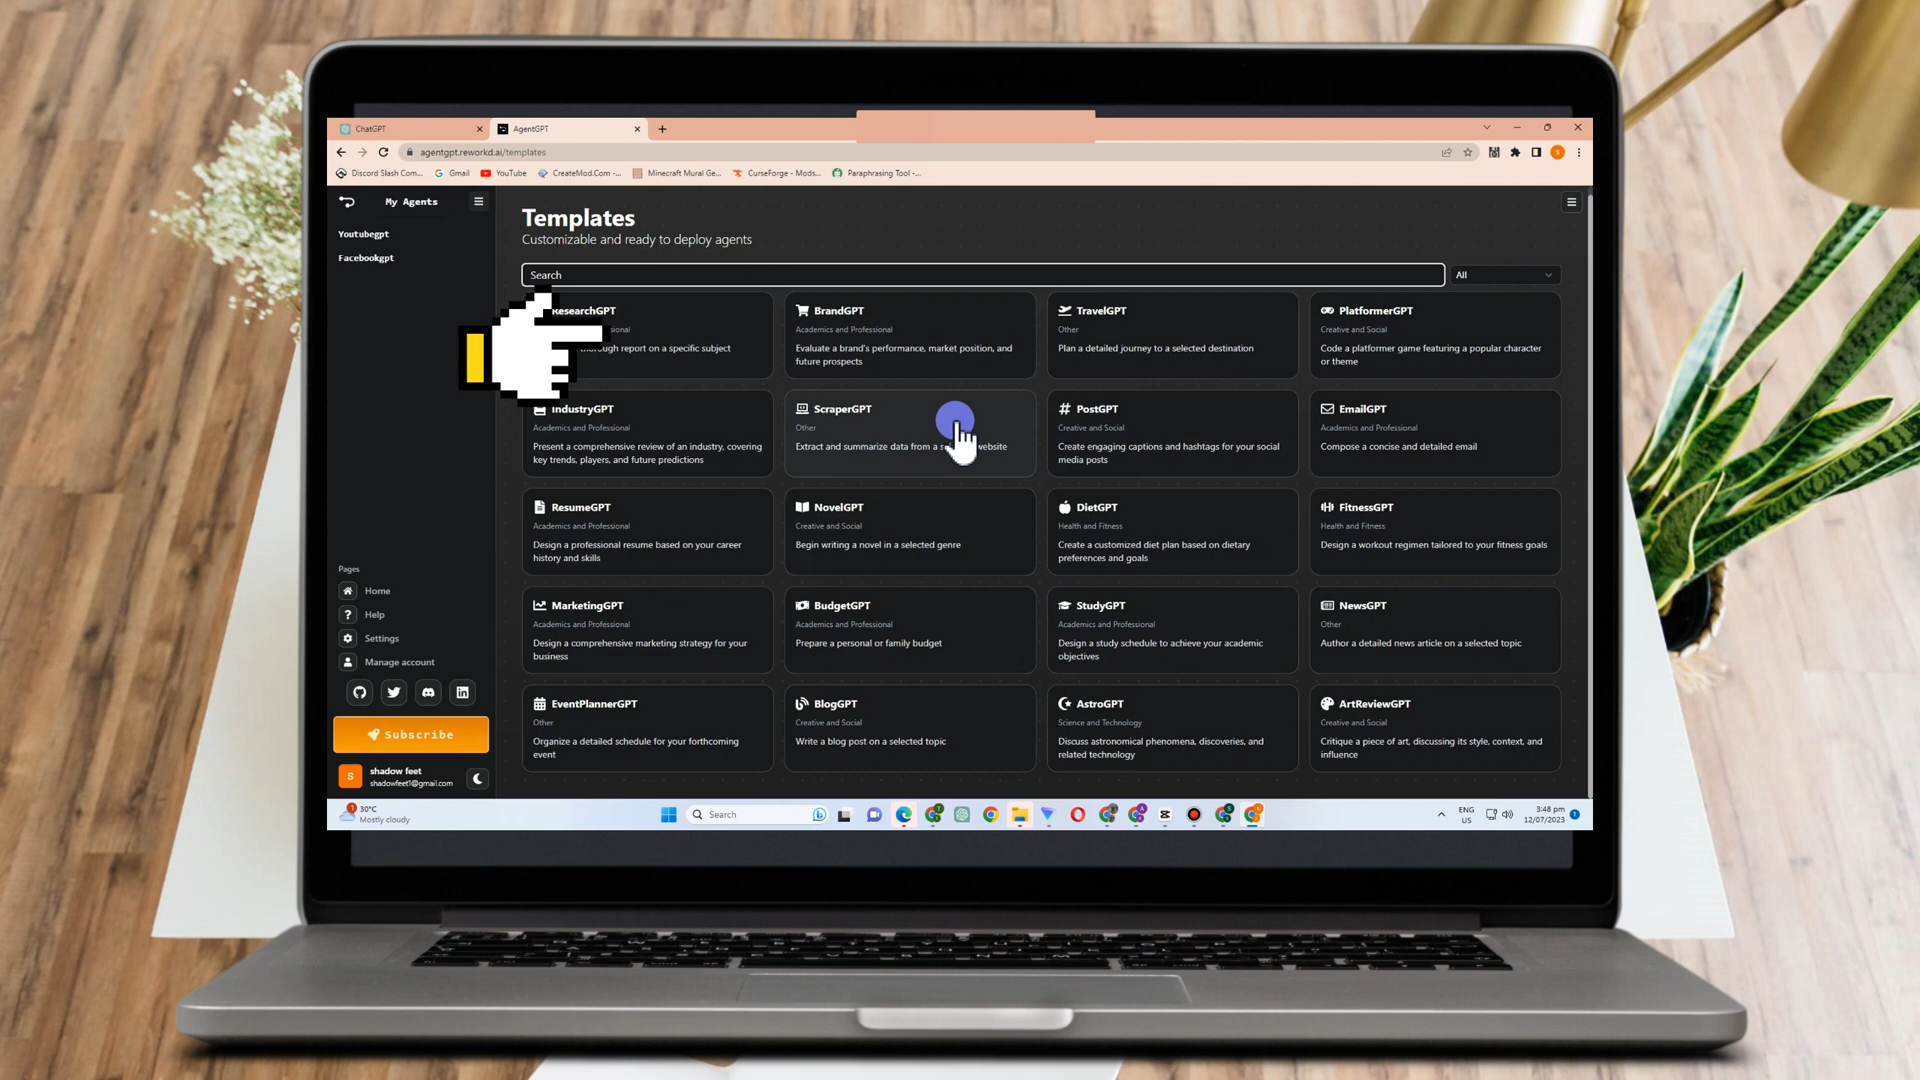 ChatGPT
AgentGPT
agentgpt.reworkd.ai/templates
Discord Slash Com...
Gmail
YouTube
CreateMod.Com -...
Minecraft Mural Ge...
CurseForge - Mods...
Paraphrasing Tool -...
My Agents
Youtubegpt
Facebookgpt
Templates
Customizable and ready to deploy agents
Search
All
ResearchGPT
thorough report on a specific subject
BrandGPT
Academics and Professional
Evaluate a brand's performance, market position, and
future prospects
TravelGPT
Other
Plan a detailed journey to a selected destination
PlatformerGPT
Creative and Social
Code a platformer game featuring a popular character
or theme
IndustryGPT
Academics and Professional
Present a comprehensive review of an industry, covering
key trends, players, and future predictions
ScraperGPT
Other
Extract and summarize data from a website
PostGPT
Creative and Social
Create engaging captions and hashtags for your social
media posts
EmailGPT
Academics and Professional
Compose a concise and detailed email
ResumeGPT
Academics and Professional
Design a professional resume based on your career
history and skills
NovelGPT
Creative and Social
Begin writing a novel in a selected genre
DietGPT
Health and Fitness
Create a customized diet plan based on dietary
preferences and goals
FitnessGPT
Health and Fitness
Design a workout regimen tailored to your fitness goals
MarketingGPT
Academics and Professional
Design a comprehensive marketing strategy for your
business
BudgetGPT
Academics and Professional
Prepare a personal or family budget
StudyGPT
Academics and Professional
Design a study schedule to achieve your academic
objectives
NewsGPT
Other
Author a detailed news article on a selected topic
EventPlannerGPT
Other
Organize a detailed schedule for your forthcoming
event
BlogGPT
Creative and Social
Write a blog post on a selected topic
AstroGPT
Science and Technology
Discuss astronomical phenomena, discoveries, and
related technology
ArtReviewGPT
Creative and Social
Critique a piece of art, discussing its style, context, and
influence
Pages
Home
Help
Settings
Manage account
Subscribe
S
shadow feet
shadowfeet1@gmail.com
30°C
Mostly cloudy
Search
ENG
US
3:48 pm
12/07/2023